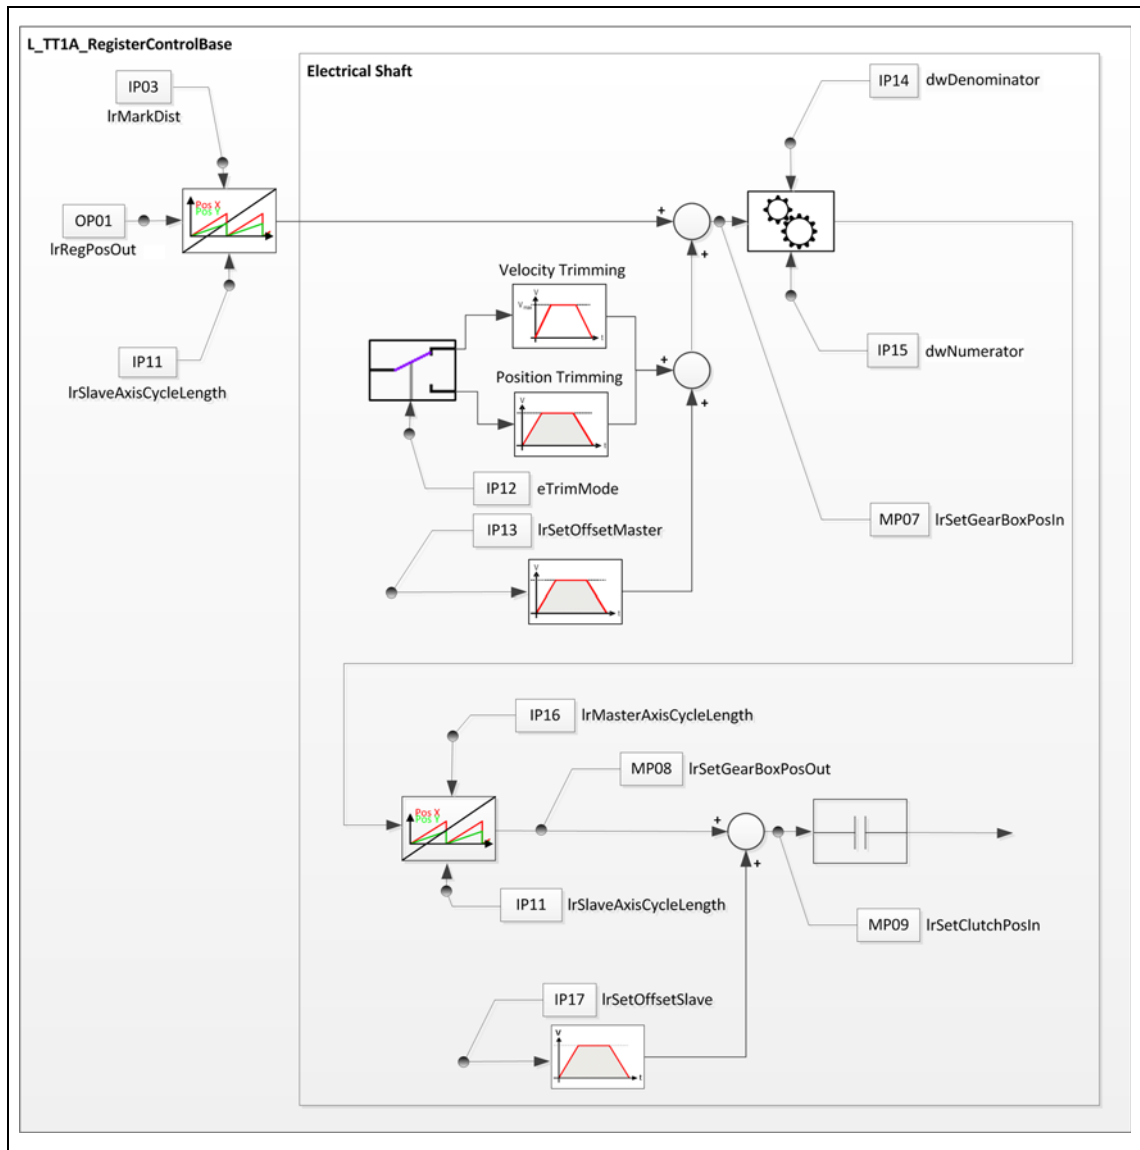 L_TT1A_RegisterControlBase
Electrical Shaft
IP03
lrMarkDist
IP14 dwDenominator
Pos X
Pos Y
OP01
lrRegPosOut
+
+
Velocity Trimming
V
t
IP11
lrSlaveAxisCycleLength
IP15 dwNumerator
+
Position Trimming
V
t
+
IP12 eTrimMode
IP13 lrSetOffsetMaster
MP07 lrSetGearBoxPosIn
V
t
IP16 lrMasterAxisCycleLength
MP08 lrSetGearBoxPosOut
Pos X
Pos Y
+
+
IP11 lrSlaveAxisCycleLength
MP09 lrSetClutchPosIn
IP17 lrSetOffsetSlave
V
t